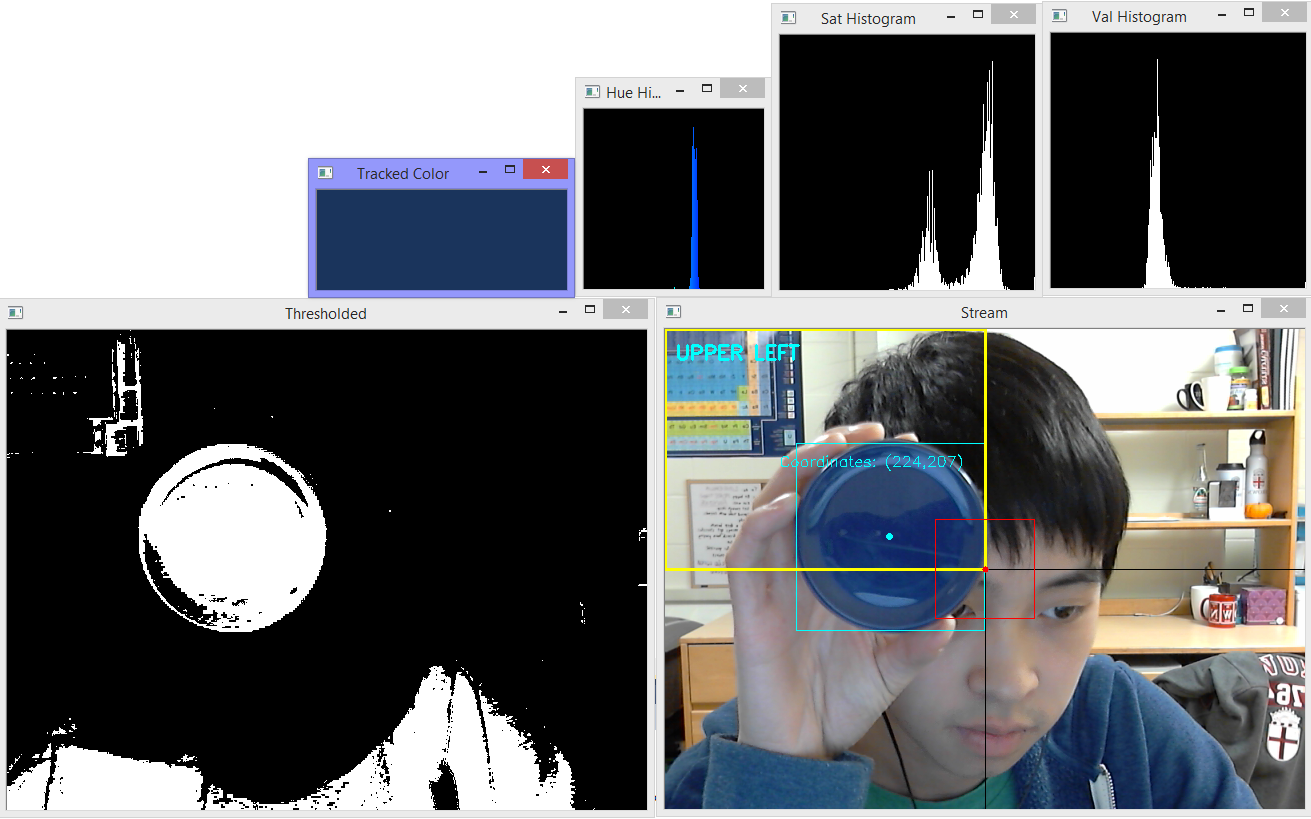 Sat Histogram
Val Histogram
Hue Hi...
Tracked Color
Thresholded
Stream
UPPER LEFT
Coordinates: (224,207)